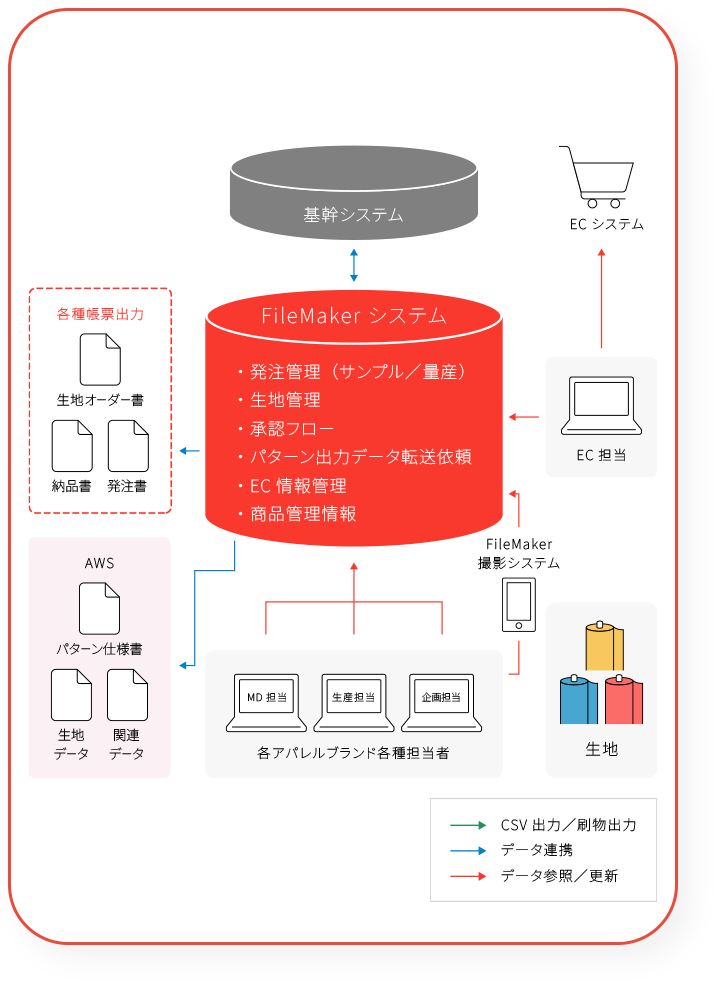 基幹システム
EC システム
FileMaker システム
・発注管理（サンプル／量産）
・生地管理
・承認フロー
・パターン出力データ転送依頼
・EC 情報管理
・商品管理情報
各種帳票出力
生地オーダー書
納品書
発注書
EC 担当
FileMaker
撮影システム
AWS
パターン仕様書
生地
データ
関連
データ
MD 担当
生産担当
企画担当
各アパレルブランド各種担当者
生地
CSV 出力／刷物出力
データ連携
データ参照／更新